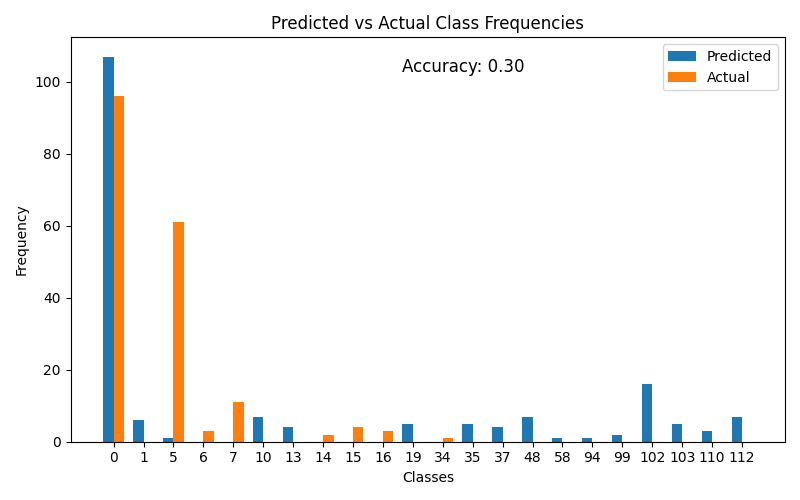 Predicted vs Actual Class Frequencies
Accuracy: 0.30
Predicted
Actual
Frequency
100
80
60
40
20
0
0 1 5 6 7 10 13 14 15 16 19 34 35 37 48 58 94 99 102 103 110 112
Classes